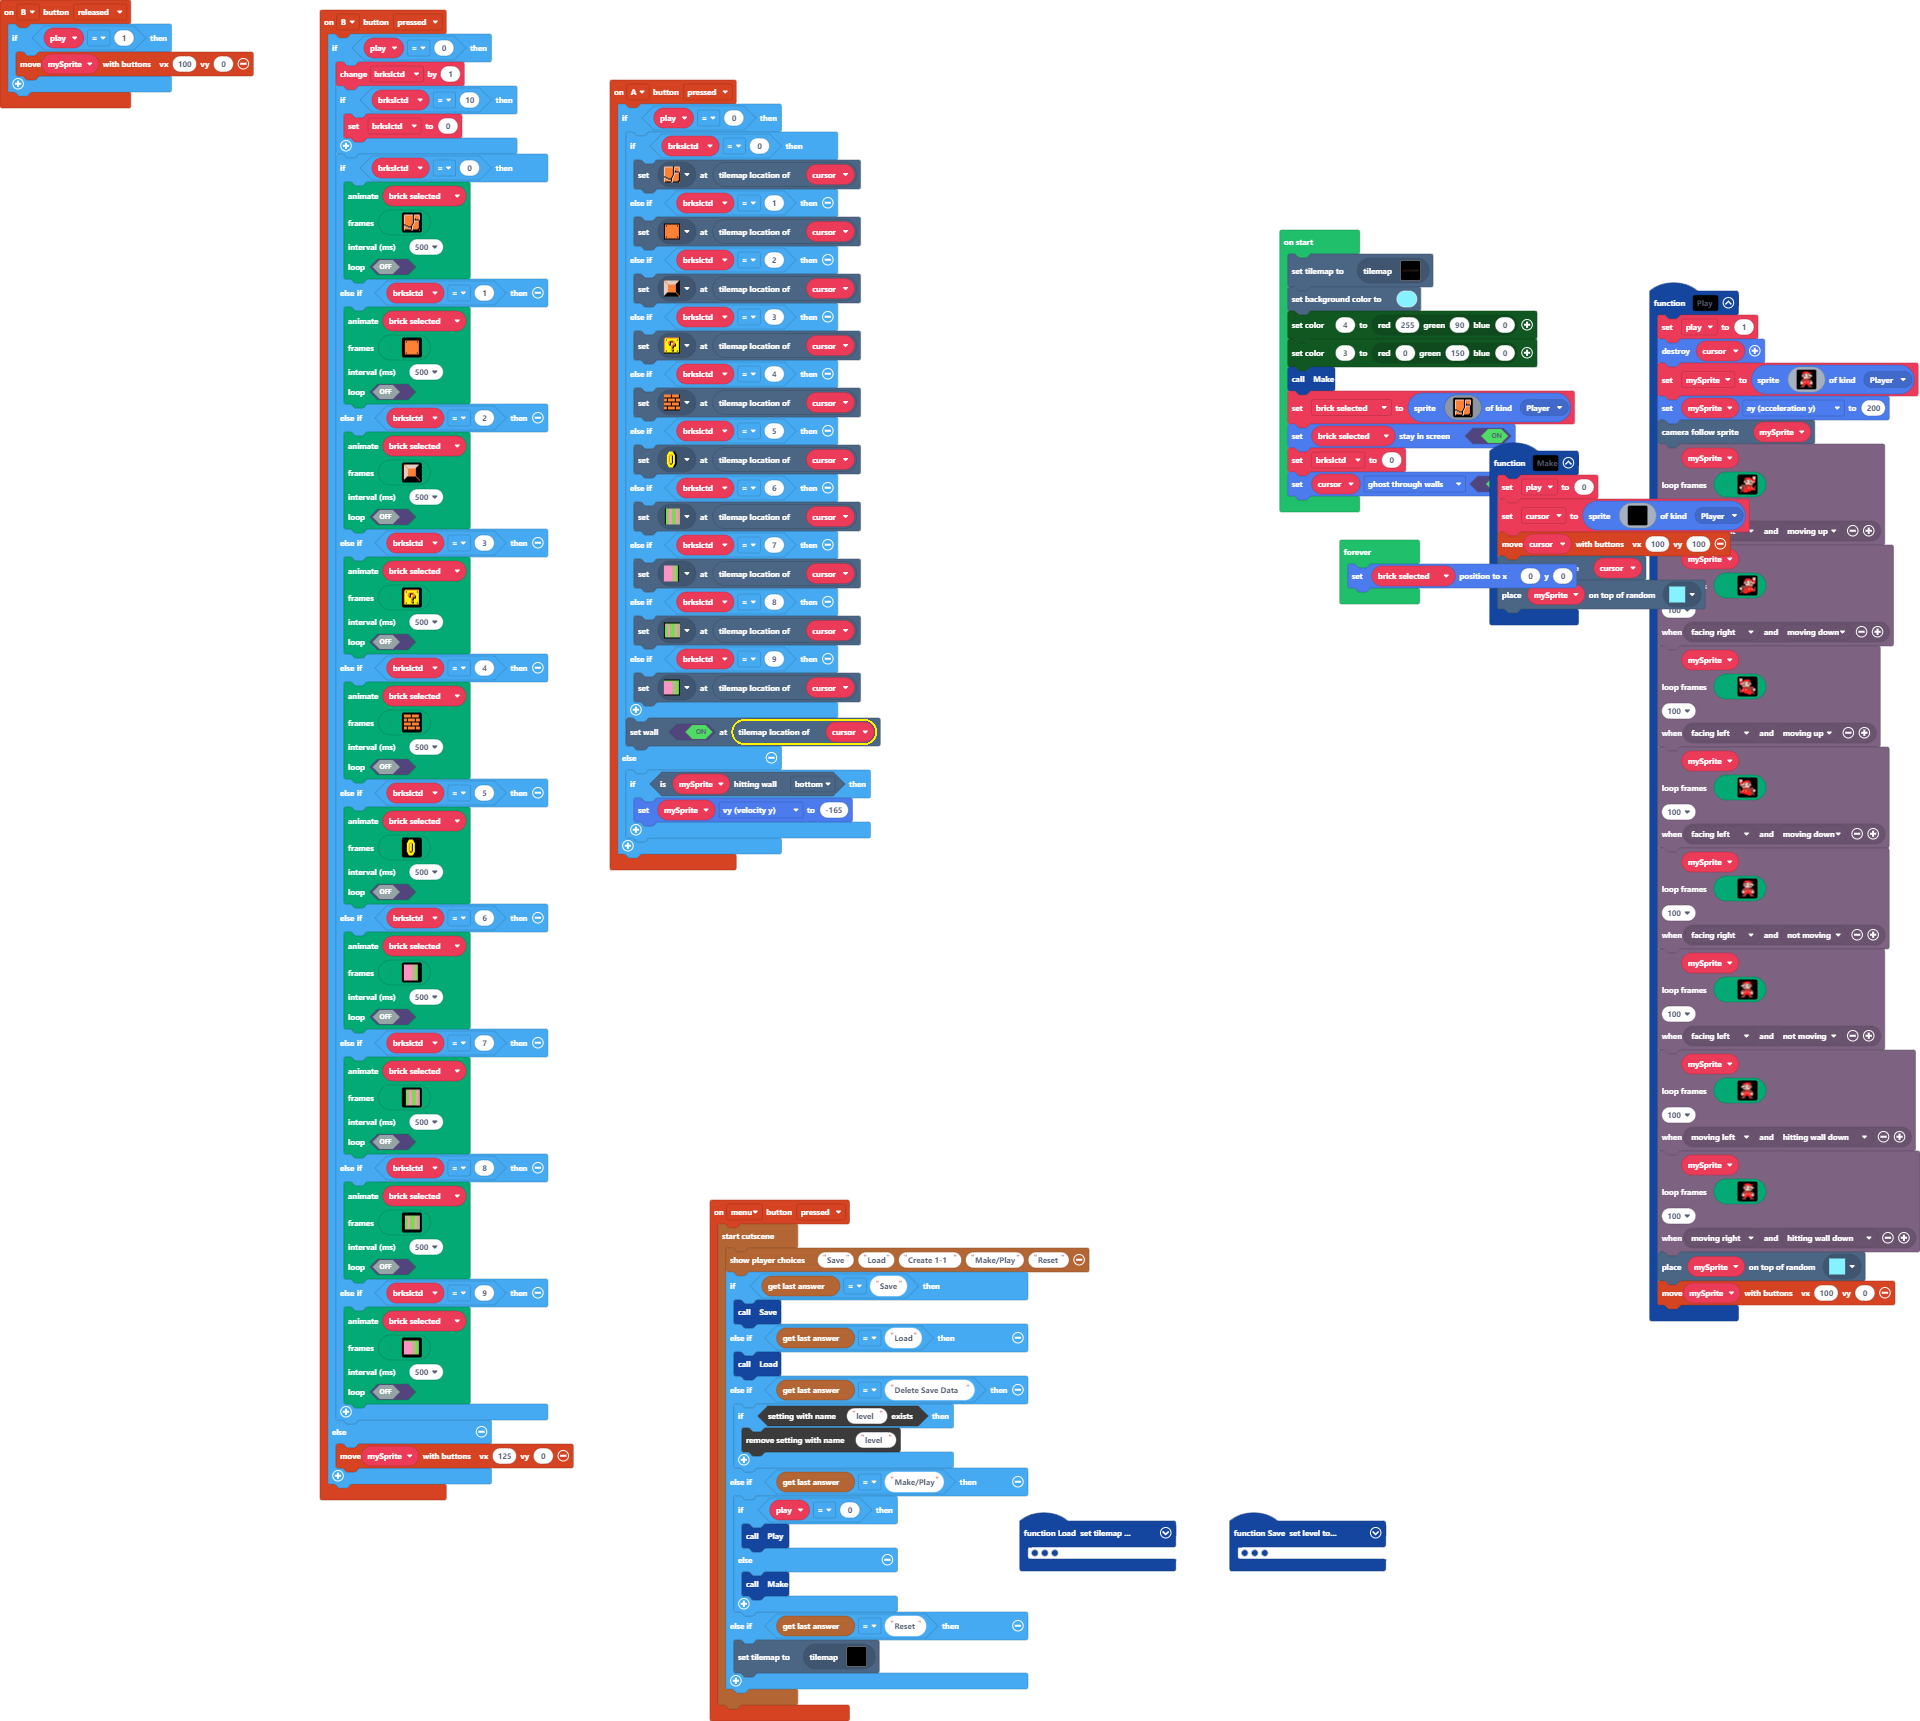 on B button released
if play = 1 then
move mySprite with buttons vx 100 vy 0
on B button pressed
if play = 0 then
change brkslctd by 1
if brkslctd = 10 then
set brkslctd to 0
if brkslctd = 0 then
animate brick selected
frames
interval (ms) 500
loop OFF
else if brkslctd = 1 then
animate brick selected
frames
interval (ms) 500
loop OFF
else if brkslctd = 2 then
animate brick selected
frames
interval (ms) 500
loop OFF
else if brkslctd = 3 then
animate brick selected
frames
interval (ms) 500
loop OFF
else if brkslctd = 4 then
animate brick selected
frames
interval (ms) 500
loop OFF
else if brkslctd = 5 then
animate brick selected
frames
interval (ms) 500
loop OFF
else if brkslctd = 6 then
animate brick selected
frames
interval (ms) 500
loop OFF
else if brkslctd = 7 then
animate brick selected
frames
interval (ms) 500
loop OFF
else if brkslctd = 8 then
animate brick selected
frames
interval (ms) 500
loop OFF
else if brkslctd = 9 then
animate brick selected
frames
interval (ms) 500
loop OFF
else
move mySprite with buttons vx 125 vy 0
on A button pressed
if play = 0 then
if brkslctd = 0 then
set at tilemap location of cursor
else if brkslctd = 1 then
set at tilemap location of cursor
else if brkslctd = 2 then
set at tilemap location of cursor
else if brkslctd = 3 then
set at tilemap location of cursor
else if brkslctd = 4 then
set at tilemap location of cursor
else if brkslctd = 5 then
set at tilemap location of cursor
else if brkslctd = 6 then
set at tilemap location of cursor
else if brkslctd = 7 then
set at tilemap location of cursor
else if brkslctd = 8 then
set at tilemap location of cursor
else if brkslctd = 9 then
set at tilemap location of cursor
set wall ON at tilemap location of cursor
else
if is mySprite hitting wall bottom then
set mySprite vy (velocity y) to -165
on menu button pressed
start cutscene
show player choices "Save" "Load" "Create 1-1" "Make/Play" "Reset"
if get last answer = "Save" then
call Save
else if get last answer = "Load" then
call Load
else if get last answer = "Delete Save Data" then
if setting with name "level" exists then
remove setting with name "level"
else if get last answer = "Make/Play" then
if play = 0 then
call Play
else
call Make
else if get last answer = "Reset" then
set tilemap to tilemap
function Load set tilemap ...
function Save set level to...
on start
set tilemap to tilemap
set background color to
set color 4 to red 255 green 90 blue 0
set color 3 to red 0 green 150 blue 0
call Make
set brick selected to sprite of kind Player
set brick selected stay in screen ON
set brkslctd to 0
set cursor ghost through walls
forever
set brick selected position to x 0 y 0
function Make
set play to 0
set cursor to sprite of kind Player
move cursor with buttons vx 100 vy 100
cursor
place mySprite on top of random
function Play
set play to 1
destroy cursor
set mySprite to sprite of kind Player
set mySprite ay (acceleration y) to 200
camera follow sprite mySprite
mySprite
loop frames
and moving up
mySprite
100
when facing right and moving down
mySprite
loop frames
100
when facing left and moving up
mySprite
loop frames
100
when facing left and moving down
mySprite
loop frames
100
when facing right and not moving
mySprite
loop frames
100
when facing left and not moving
mySprite
loop frames
100
when moving left and hitting wall down
mySprite
loop frames
100
when moving right and hitting wall down
place mySprite on top of random
move mySprite with buttons vx 100 vy 0